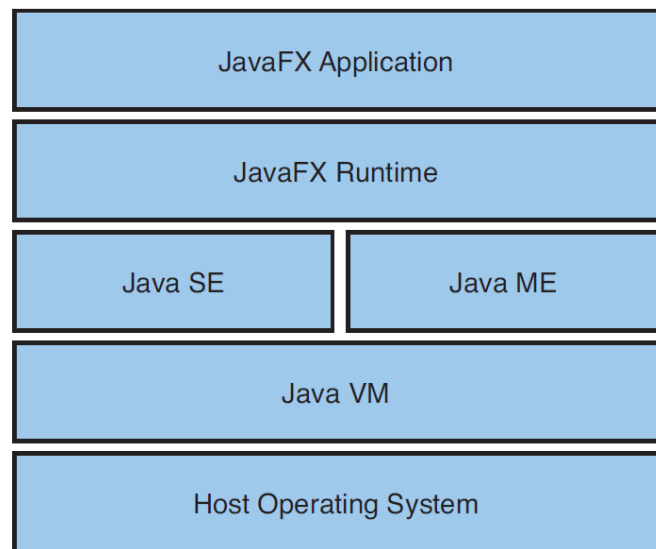 JavaFX Application
JavaFX Runtime
Java SE
Java ME
Java VM
Host Operating System